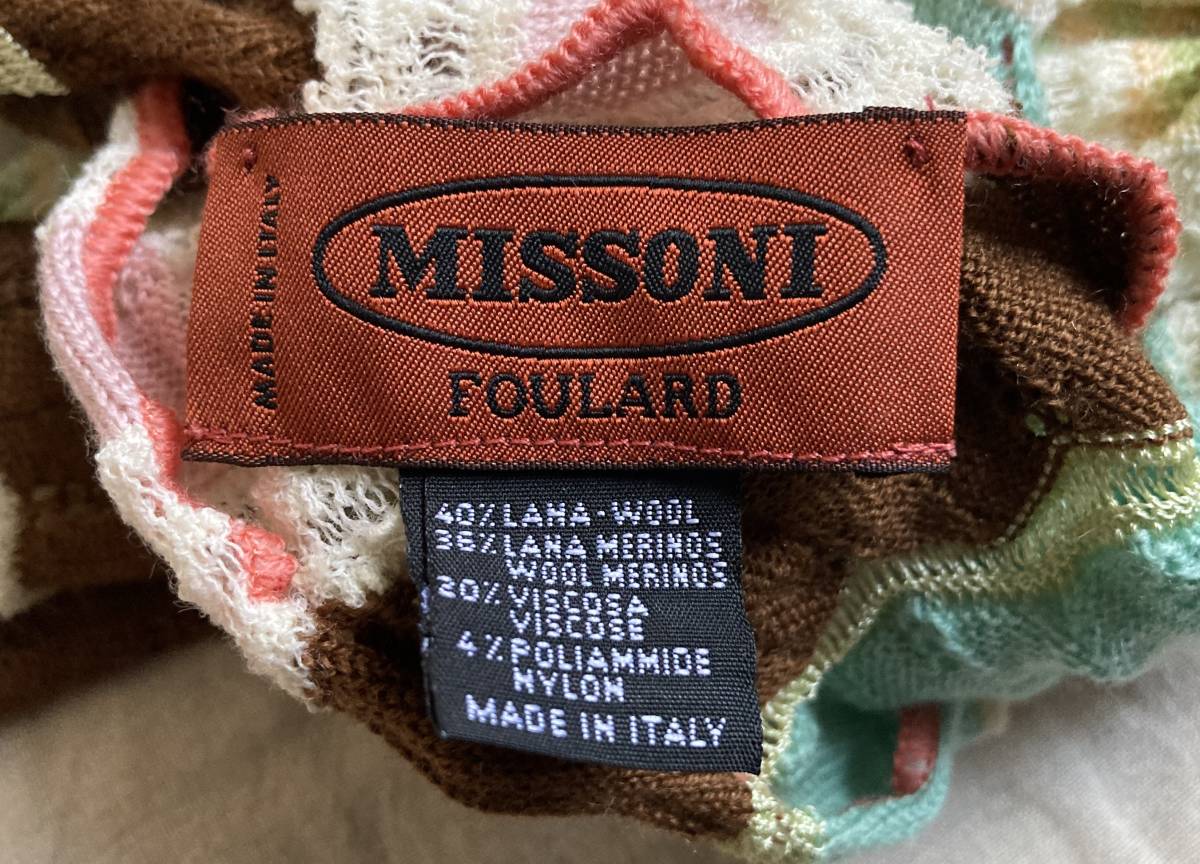 MADE IN ITALY
MISSONI
FOULARD
40% LANA - WOOL
36% LANA MERINOS
WOOL MERINOS
20% VISCOSA
VISCOSE
4% POLIAMMIDE
NYLON
MADE IN ITALY